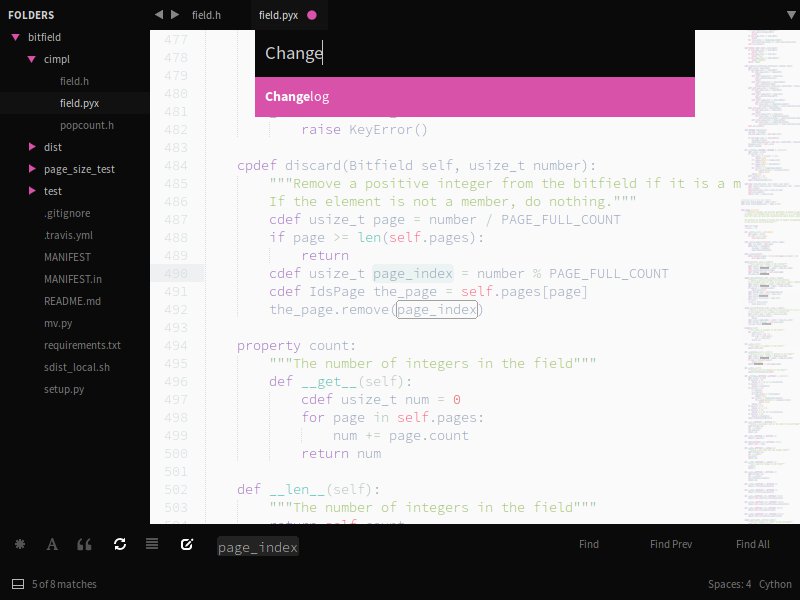 FOLDERS
bitfield
cimpl
field.h
field.pyx
popcount.h
dist
page_size_test
test
.gitignore
.travis.yml
MANIFEST
MANIFEST.in
README.md
mv.py
requirements.txt
sdist_local.sh
setup.py
field.h
field.pyx
Change
Changelog
477
478
479
480
481
482 raise KeyError()
483
484 cpdef discard(Bitfield self, usize_t number):
485 """Remove a positive integer from the bitfield if it is a m
486 If the element is not a member, do nothing."""
487 cdef usize_t page = number / PAGE_FULL_COUNT
488 if page >= len(self.pages):
489 return
490 cdef usize_t page_index = number % PAGE_FULL_COUNT
491 cdef IdsPage the_page = self.pages[page]
492 the_page.remove(page_index)
493
494 property count:
495 """The number of integers in the field"""
496 def __get__(self):
497 cdef usize_t num = 0
498 for page in self.pages:
499 num += page.count
500 return num
501
502 def __len__(self):
503 """The number of integers in the field"""
504 return self.count
page_index
Find
Find Prev
Find All
5 of 8 matches
Spaces: 4
Cython